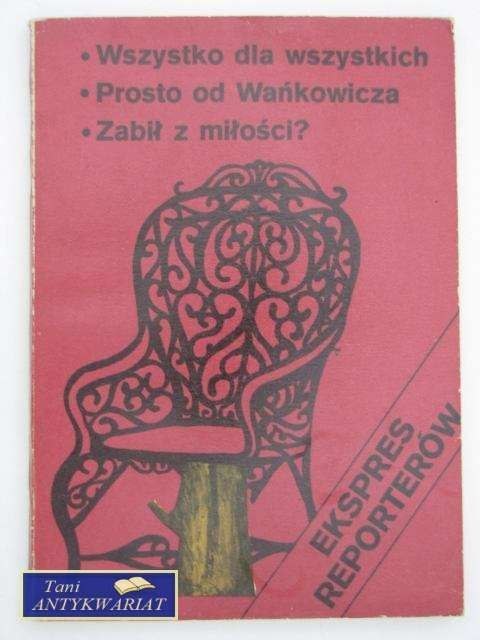 • Wszystko dla wszystkich
• Prosto od Wańkowicza
• Zabił z miłości?
EKSPRES
REPORTERÓW
Tani
ANTYKWARIAT